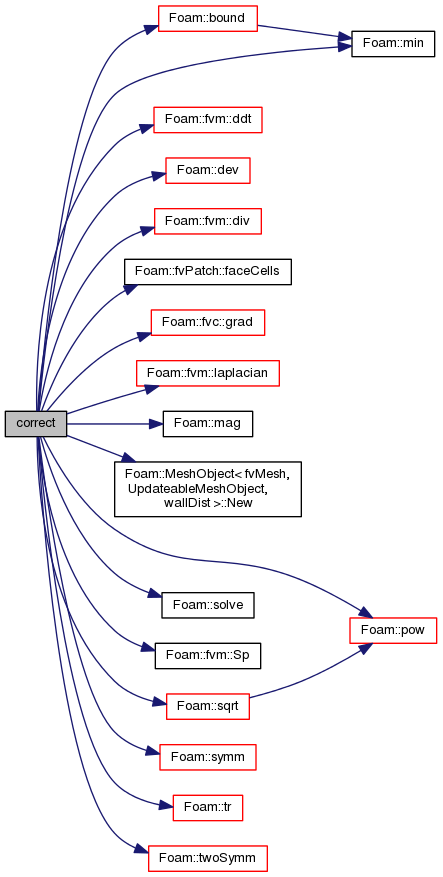 Foam::bound
Foam::min
Foam::fvm::ddt
Foam::dev
Foam::fvm::div
Foam::fvPatch::faceCells
Foam::fvc::grad
Foam::fvm::laplacian
correct
Foam::mag
Foam::MeshObject< fvMesh,
UpdateableMeshObject,
wallDist >::New
Foam::solve
Foam::pow
Foam::fvm::Sp
Foam::sqrt
Foam::symm
Foam::tr
Foam::twoSymm